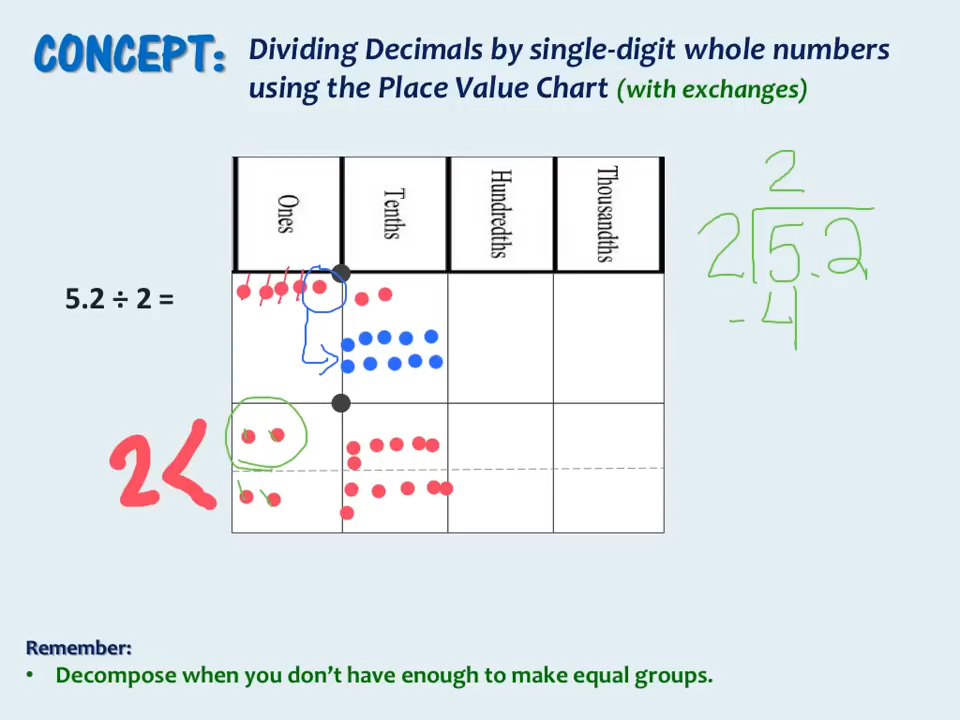 CONCEPT:
Dividing Decimals by single-digit whole numbers
using the Place Value Chart (with exchanges)
Ones
Tenths
Hundredths
Thousandths
5.2 ÷ 2 =
2
2 5.2
- 4
2
Remember:
• Decompose when you don't have enough to make equal groups.